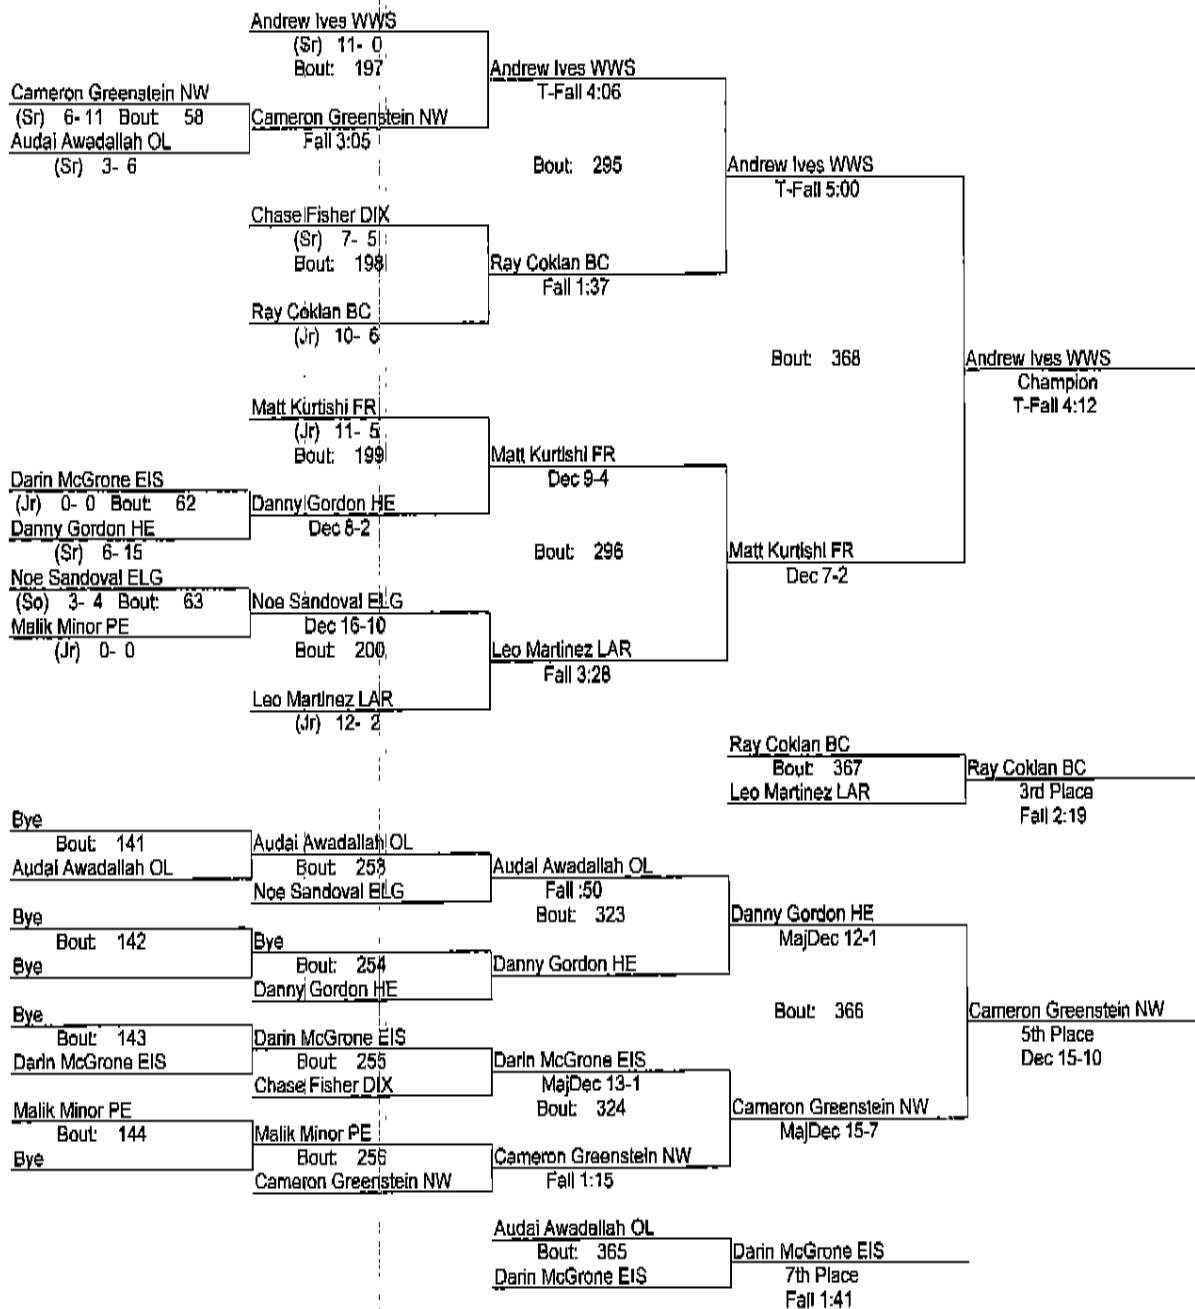 Andrew Ives WWS
(Sr) 11- 0
Bout: 197
Andrew Ives WWS
T-Fall 4:06
Cameron Greenstein NW
(Sr) 6- 11 Bout: 58
Cameron Greenstein NW
Fall 3:05
Audai Awadallah OL
(Sr) 3- 6
Bout: 295
Andrew Ives WWS
T-Fall 5:00
Chase Fisher DIX
(Sr) 7- 5
Bout: 198
Ray Coklan BC
Fall 1:37
Ray Coklan BC
(Jr) 10- 6
Bout: 368
Andrew Ives WWS
Champion
T-Fall 4:12
Matt Kurtishi FR
(Jr) 11- 5
Bout: 199
Matt Kurtishi FR
Dec 9-4
Darin McGrone EIS
(Jr) 0- 0 Bout: 62
Danny Gordon HE
Dec 8-2
Danny Gordon HE
(Sr) 6- 15
Bout: 296
Matt Kurtishi FR
Dec 7-2
Noe Sandoval ELG
(So) 3- 4 Bout: 63
Noe Sandoval ELG
Dec 16-10
Malik Minor PE
(Jr) 0- 0
Bout: 200
Leo Martinez LAR
Fall 3:28
Leo Martinez LAR
(Jr) 12- 2
Ray Coklan BC
Bout: 367
Ray Coklan BC
3rd Place
Fall 2:19
Leo Martinez LAR
Bye
Bout: 141
Audai Awadallah OL
Audai Awadallah OL
Bout: 253
Noe Sandoval ELG
Audai Awadallah OL
Fall :50
Bout: 323
Danny Gordon HE
MajDec 12-1
Bye
Bout: 142
Bye
Bye
Bout: 254
Danny Gordon HE
Danny Gordon HE
Bout: 366
Cameron Greenstein NW
5th Place
Dec 15-10
Bye
Bout: 143
Darin McGrone EIS
Darin McGrone EIS
Bout: 255
Chase Fisher DIX
Darin McGrone EIS
MajDec 13-1
Bout: 324
Cameron Greenstein NW
MajDec 15-7
Malik Minor PE
Bout: 144
Bye
Malik Minor PE
Bout: 256
Cameron Greenstein NW
Cameron Greenstein NW
Fall 1:15
Audai Awadallah OL
Bout: 365
Darin McGrone EIS
Darin McGrone EIS
7th Place
Fall 1:41